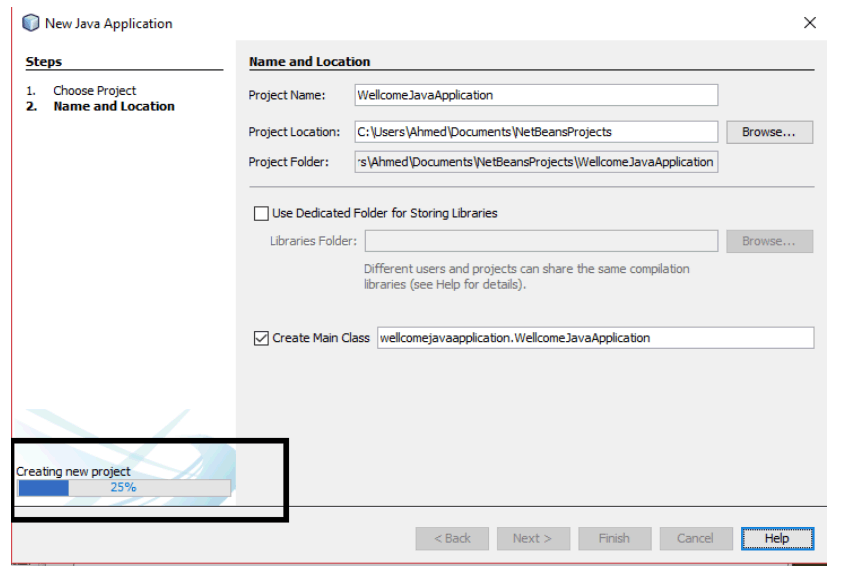 New Java Application
Steps
1. Choose Project
2. Name and Location
Name and Location
Project Name: WellcomeJavaApplication
Project Location: C:\Users\Ahmed\Documents\NetBeansProjects Browse...
Project Folder: 's\Ahmed\Documents\NetBeansProjects\WellcomeJavaApplication
Use Dedicated Folder for Storing Libraries
Libraries Folder: Browse...
Different users and projects can share the same compilation
libraries (see Help for details).
Create Main Class wellcomejavaapplication.WellcomeJavaApplication
Creating new project
25%
< Back Next > Finish Cancel Help